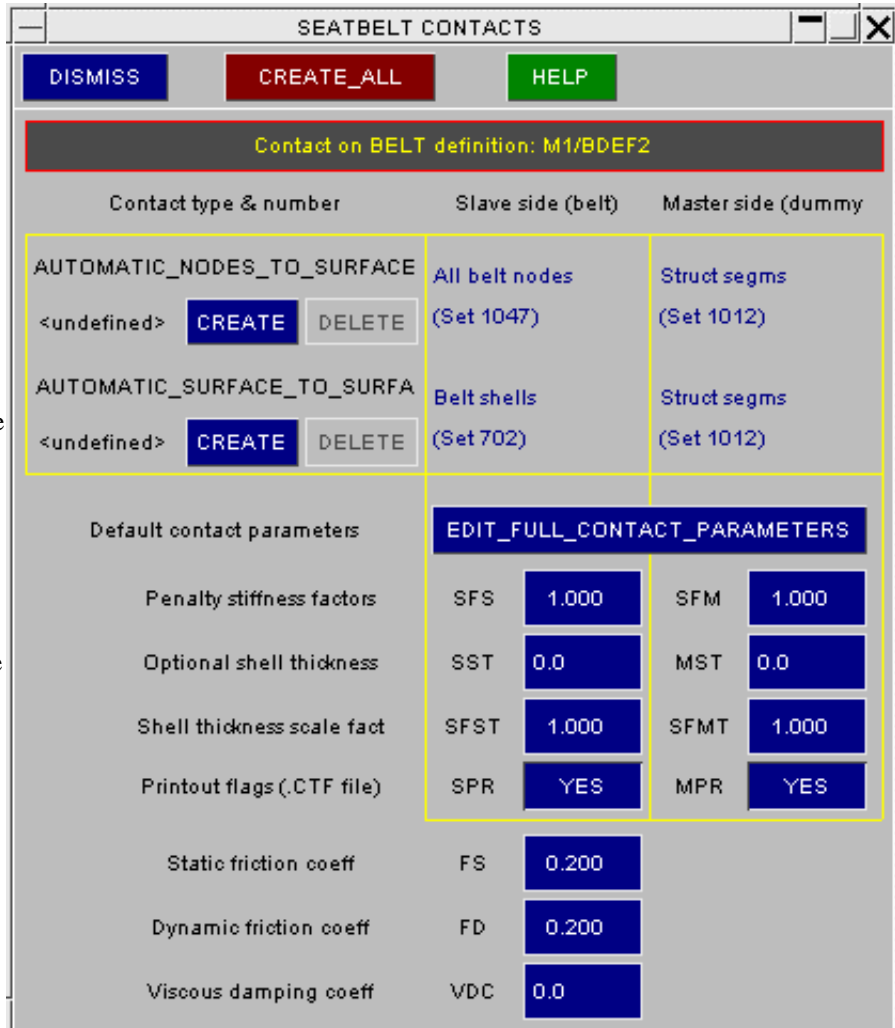 SEATBELT CONTACTS
DISMISS CREATE_ALL HELP
Contact on BELT definition: M1/BDEF2
Contact type & number Slave side (belt) Master side (dummy
AUTOMATIC_NODES_TO_SURFACE All belt nodes Struct segms
<undefined> CREATE DELETE (Set 1047) (Set 1012)
AUTOMATIC_SURFACE_TO_SURFA Belt shells Struct segms
<undefined> CREATE DELETE (Set 702) (Set 1012)
Default contact parameters EDIT_FULL_CONTACT_PARAMETERS
Penalty stiffness factors SFS 1.000 SFM 1.000
Optional shell thickness SST 0.0 MST 0.0
Shell thickness scale fact SFST 1.000 SFMT 1.000
Printout flags (.CTF file) SPR YES MPR YES
Static friction coeff FS 0.200
Dynamic friction coeff FD 0.200
Viscous damping coeff VDC 0.0